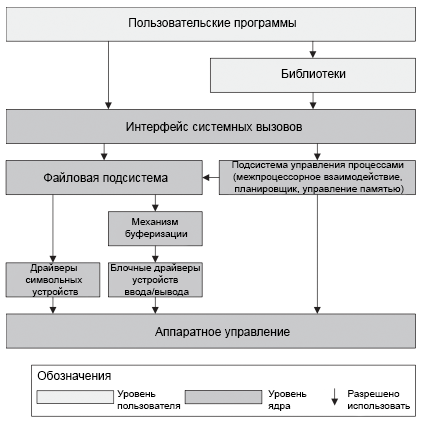 Пользовательские программы
Библиотеки
Интерфейс системных вызовов
Файловая подсистема
Подсистема управления процессами
(межпроцессорное взаимодействие,
планировщик, управление памятью)
Механизм
буферизации
Драйверы
символьных
устройств
Блочные драйверы
устройств
ввода/вывода
Аппаратное управление
Обозначения
Уровень
пользователя
Уровень
ядра
Разрешено
использовать